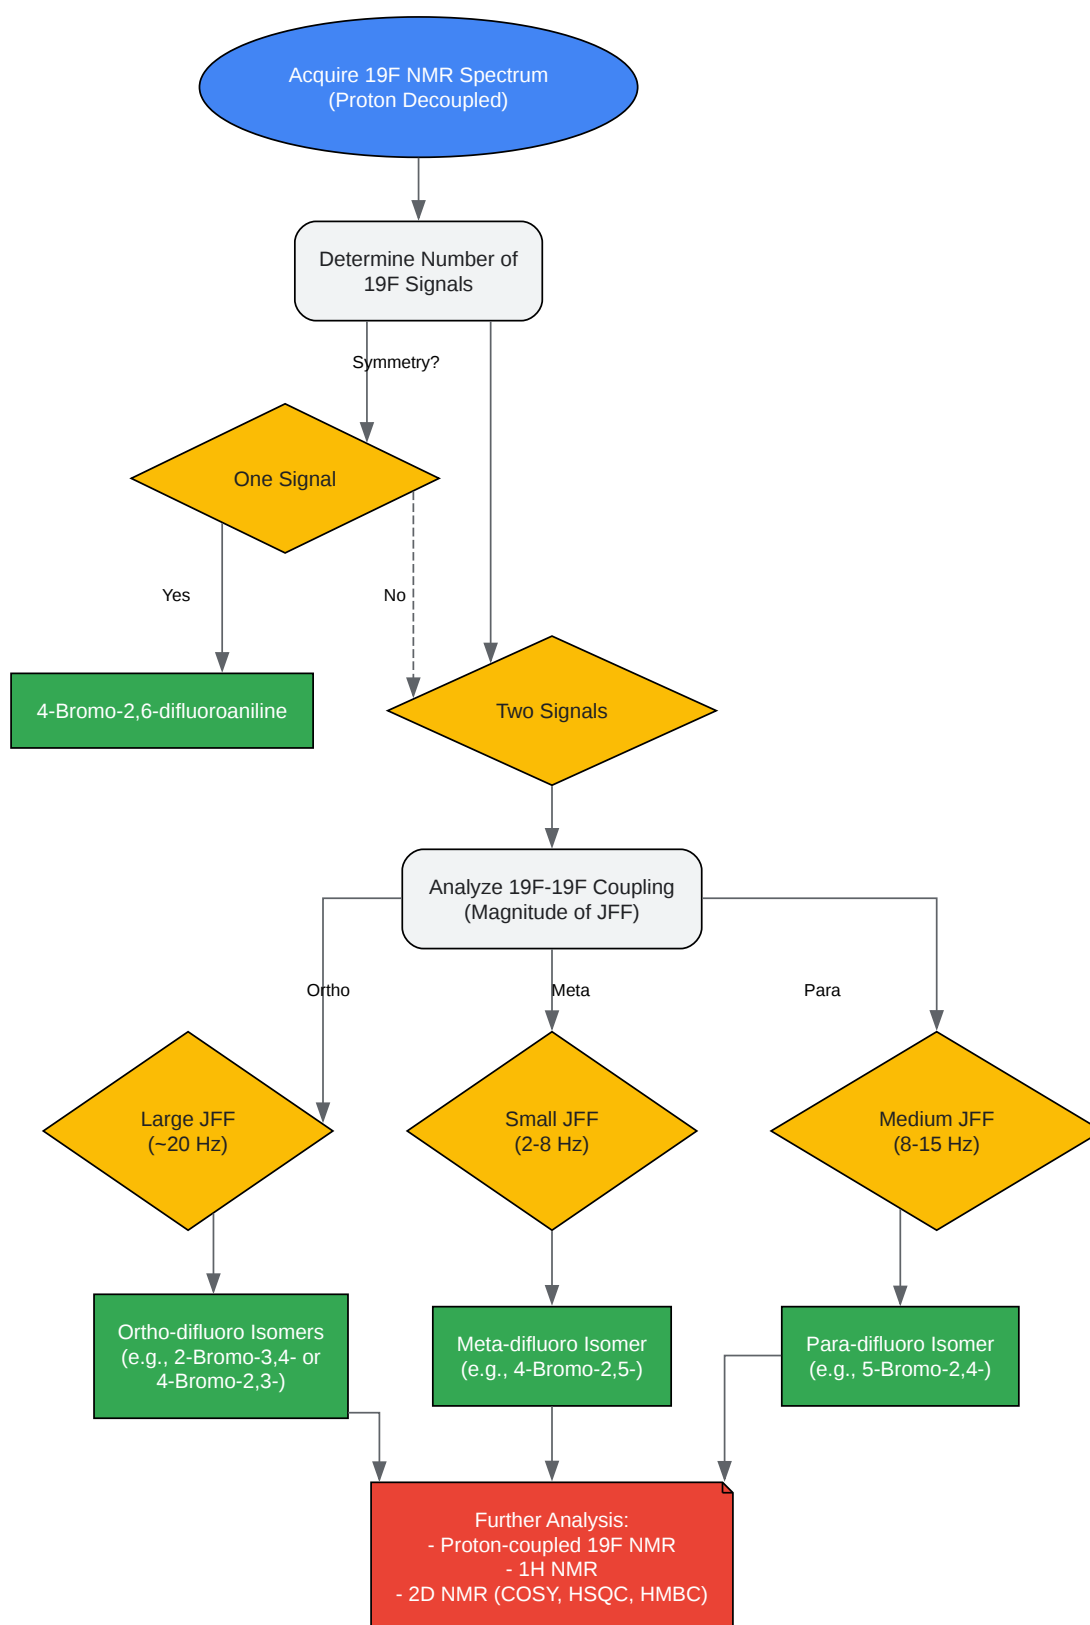 Acquire 19F NMR Spectrum
(Proton Decoupled)
Determine Number of
19F Signals
Symmetry?
One Signal
Yes
No
4-Bromo-2,6-difluoroaniline
Two Signals
Analyze 19F-19F Coupling
(Magnitude of JFF)
Ortho
Meta
Para
Large JFF
(~20 Hz)
Small JFF
(2-8 Hz)
Medium JFF
(8-15 Hz)
Ortho-difluoro Isomers
(e.g., 2-Bromo-3,4- or
4-Bromo-2,3-)
Meta-difluoro Isomer
(e.g., 4-Bromo-2,5-)
Para-difluoro Isomer
(e.g., 5-Bromo-2,4-)
Further Analysis:
- Proton-coupled 19F NMR
- 1H NMR
- 2D NMR (COSY, HSQC, HMBC)